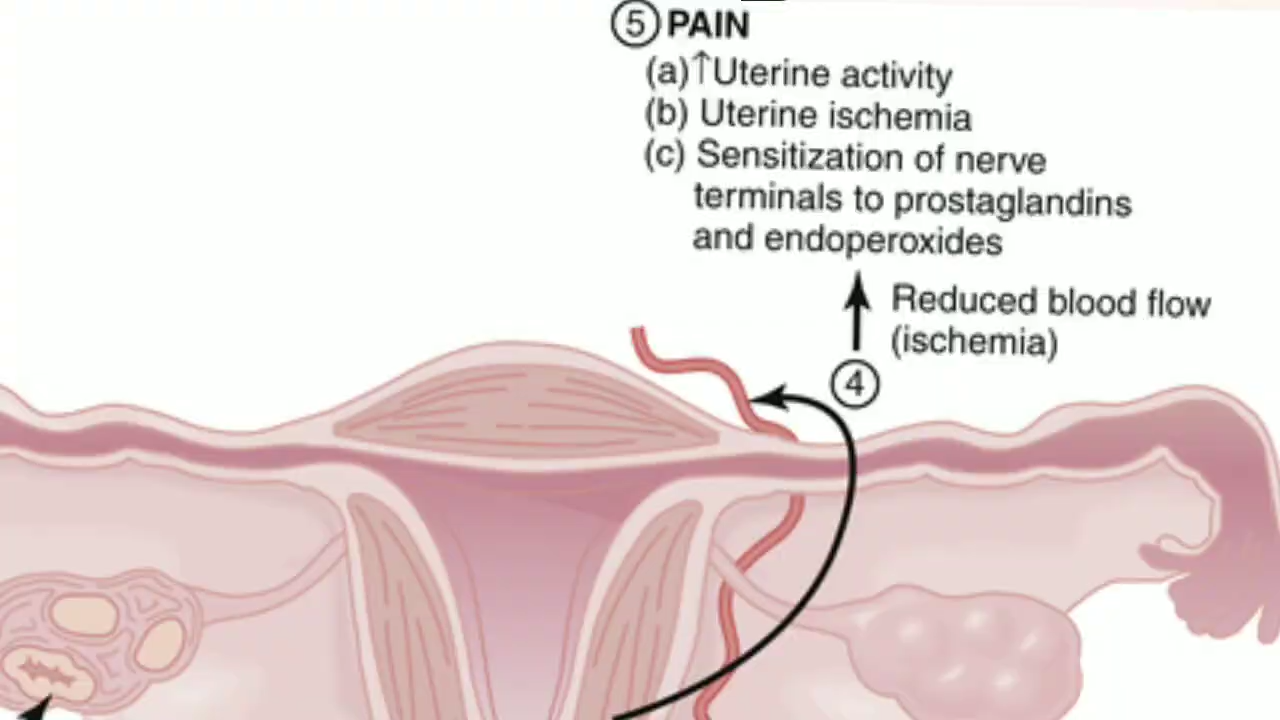 5 PAIN
(a)↑Uterine activity
(b) Uterine ischemia
(c) Sensitization of nerve
terminals to prostaglandins
and endoperoxides
Reduced blood flow
(ischemia)
4